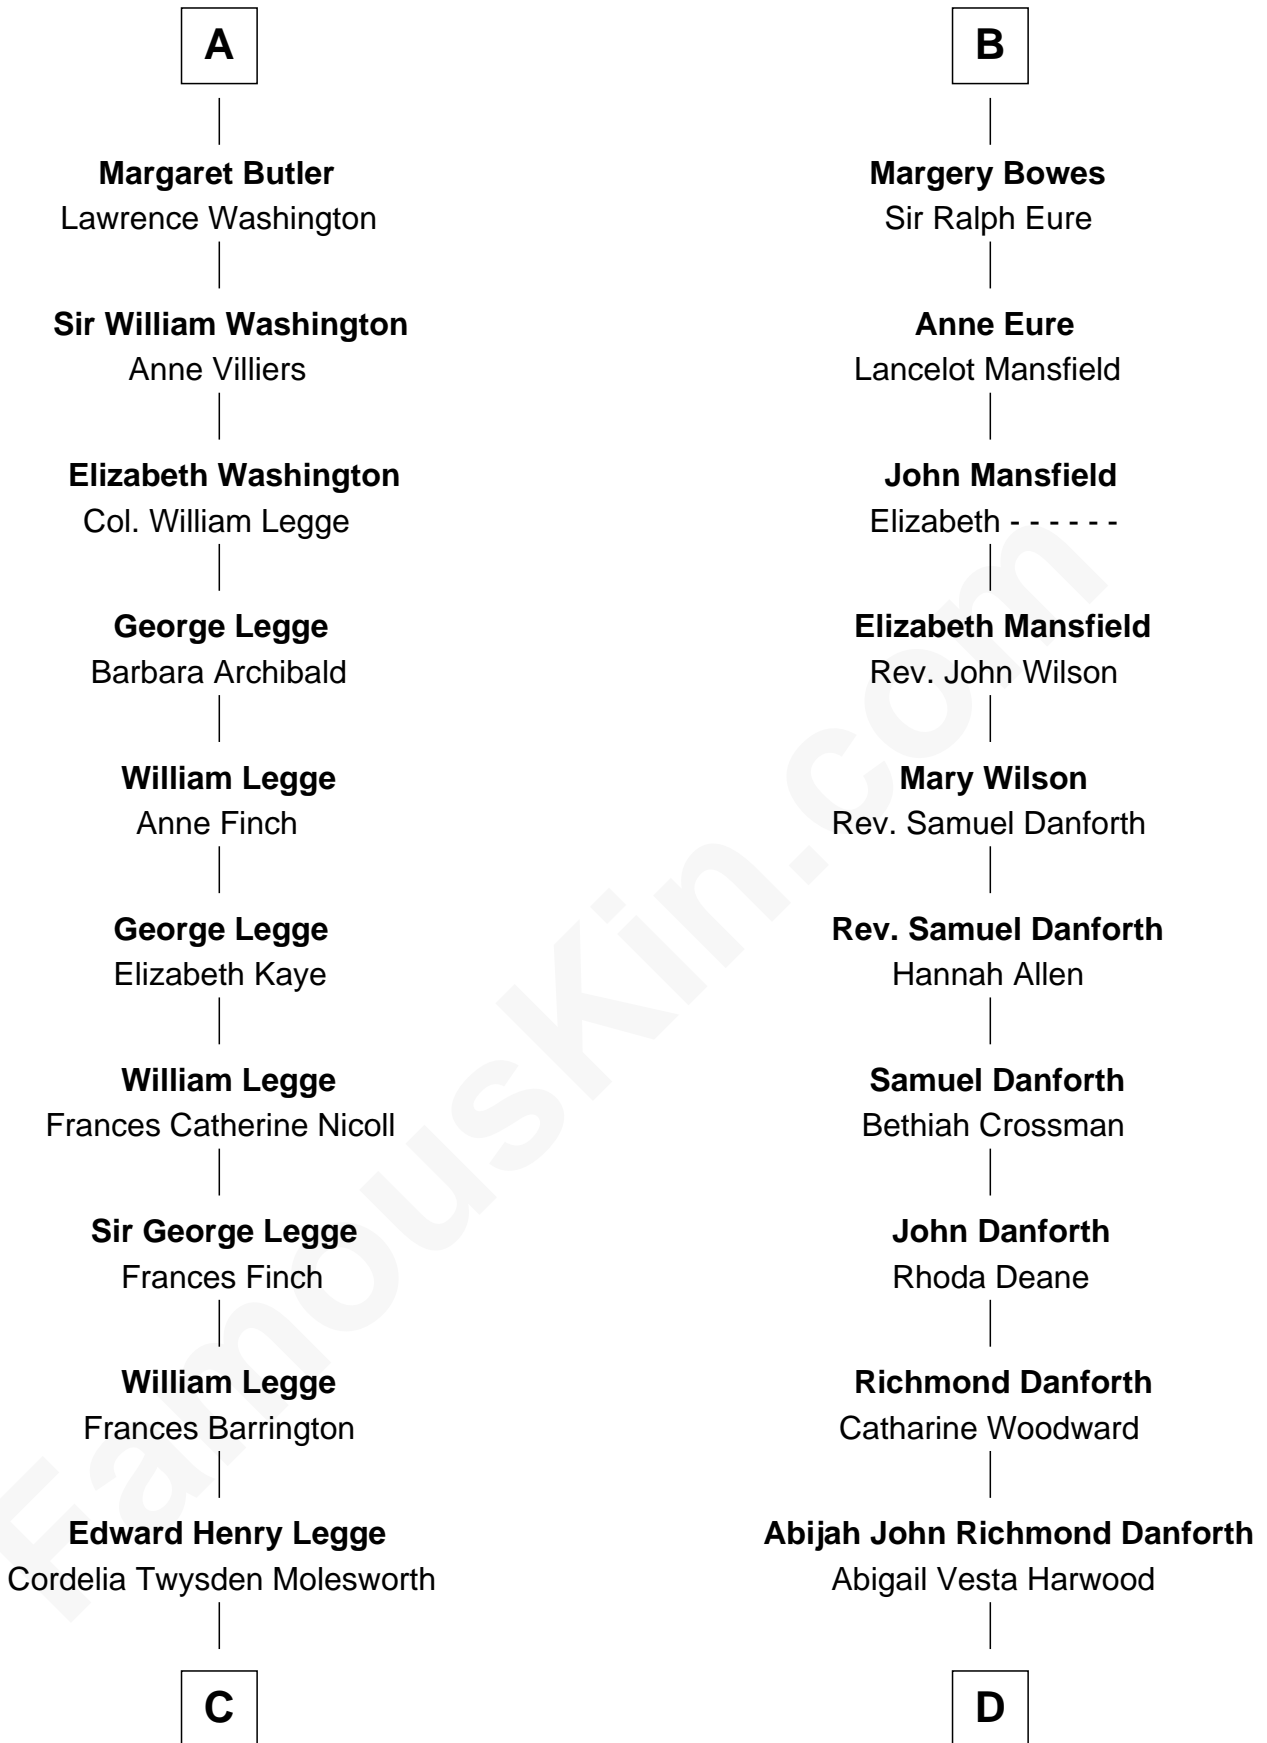 A
Margaret Butler
Lawrence Washington
Sir William Washington
Anne Villiers
Elizabeth Washington
Col. William Legge
George Legge
Barbara Archibald
William Legge
Anne Finch
George Legge
Elizabeth Kaye
William Legge
Frances Catherine Nicoll
Sir George Legge
Frances Finch
William Legge
Frances Barrington
Edward Henry Legge
Cordelia Twysden Molesworth
C
B
Margery Bowes
Sir Ralph Eure
Anne Eure
Lancelot Mansfield
John Mansfield
Elizabeth - - - - - -
Elizabeth Mansfield
Rev. John Wilson
Mary Wilson
Rev. Samuel Danforth
Rev. Samuel Danforth
Hannah Allen
Samuel Danforth
Bethiah Crossman
John Danforth
Rhoda Deane
Richmond Danforth
Catharine Woodward
Abijah John Richmond Danforth
Abigail Vesta Harwood
D
FamousKin.com